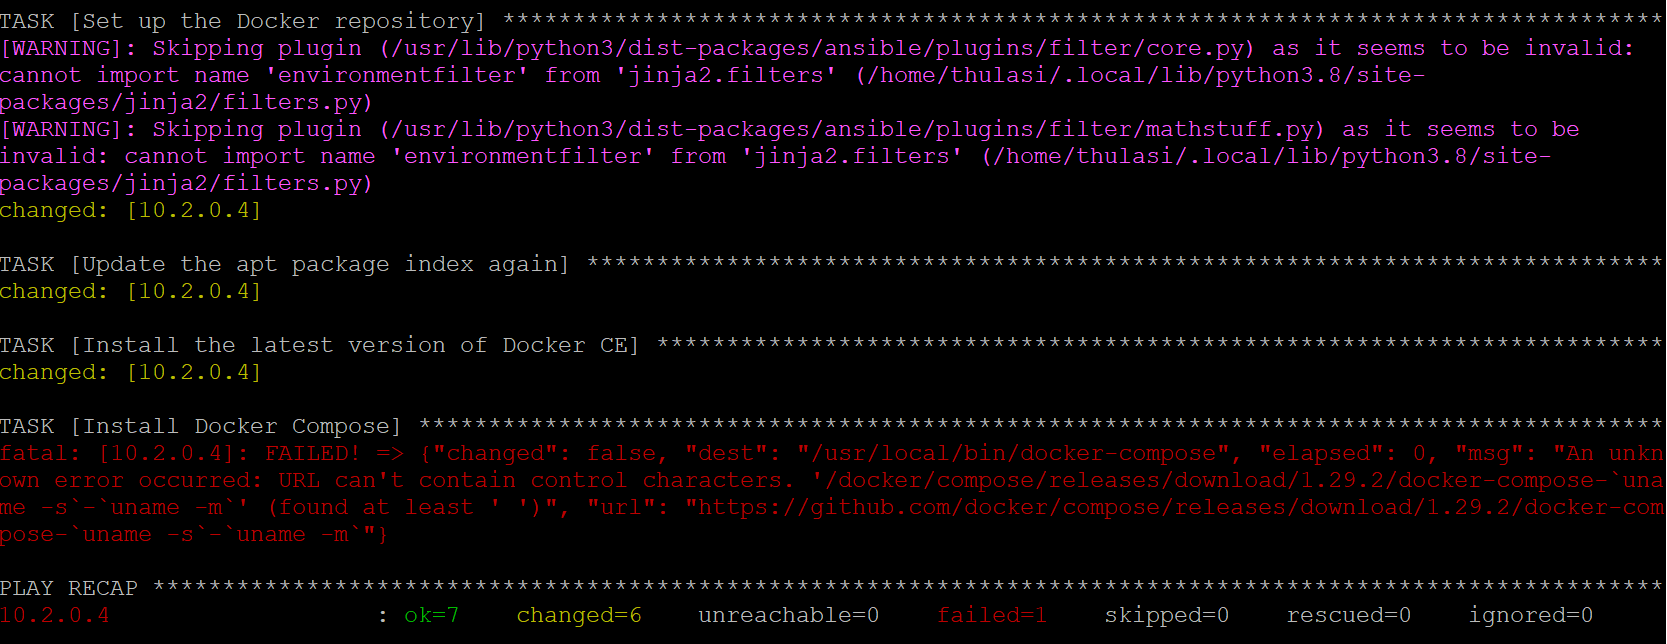 TASK [Set up the Docker repository] ***********************************************************************************
[WARNING]: Skipping plugin (/usr/lib/python3/dist-packages/ansible/plugins/filter/core.py) as it seems to be invalid:
cannot import name 'environmentfilter' from 'jinja2.filters' (/home/thulasi/.local/lib/python3.8/site-
packages/jinja2/filters.py)
[WARNING]: Skipping plugin (/usr/lib/python3/dist-packages/ansible/plugins/filter/mathstuff.py) as it seems to be
invalid: cannot import name 'environmentfilter' from 'jinja2.filters' (/home/thulasi/.local/lib/python3.8/site-
packages/jinja2/filters.py)
changed: [10.2.0.4]
TASK [Update the apt package index again] *****************************************************************************
changed: [10.2.0.4]
TASK [Install the latest version of Docker CE] ************************************************************************
changed: [10.2.0.4]
TASK [Install Docker Compose] *****************************************************************************************
fatal: [10.2.0.4]: FAILED! => {"changed": false, "dest": "/usr/local/bin/docker-compose", "elapsed": 0, "msg": "An unkn
own error occurred: URL can't contain control characters. '/docker/compose/releases/download/1.29.2/docker-compose-`una
me -s`-`uname -m`' (found at least ' ')", "url": "https://github.com/docker/compose/releases/download/1.29.2/docker-com
pose-`uname -s`-`uname -m`"}
PLAY RECAP ************************************************************************************************************
10.2.0.4 : ok=7 changed=6 unreachable=0 failed=1 skipped=0 rescued=0 ignored=0